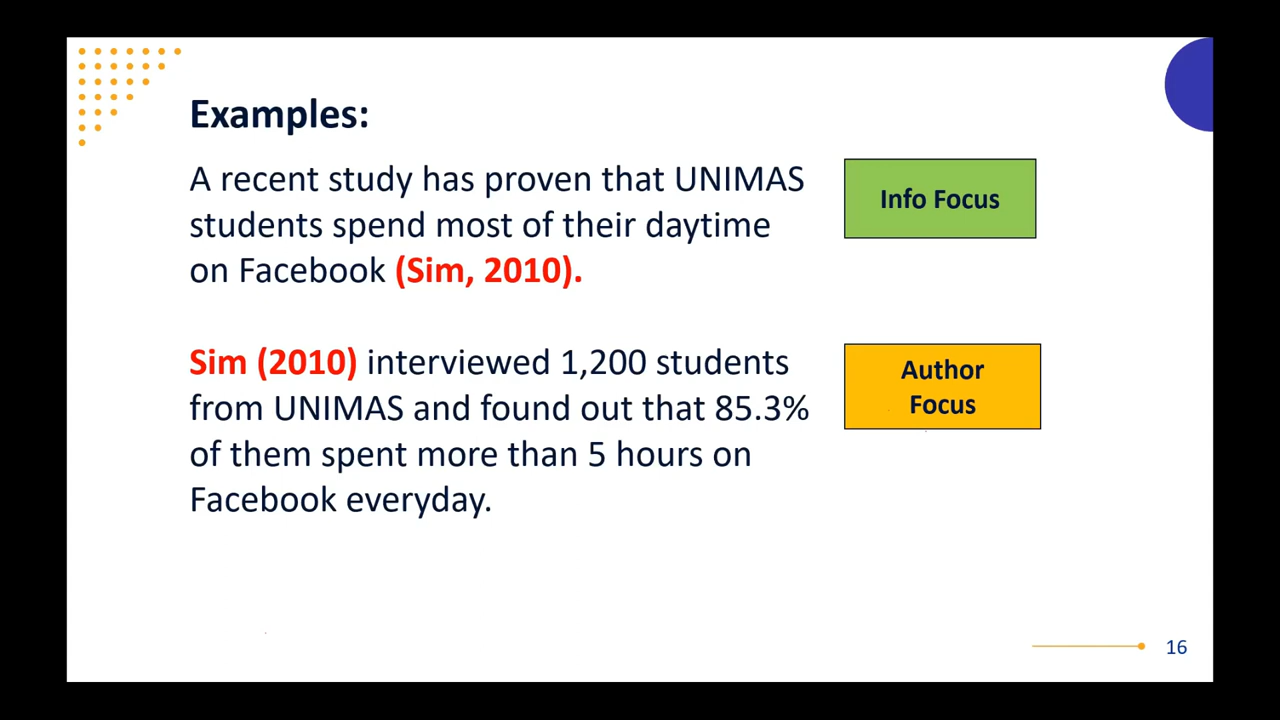 Examples:
A recent study has proven that UNIMAS
students spend most of their daytime
on Facebook (Sim, 2010).
Info Focus
Sim (2010) interviewed 1,200 students
from UNIMAS and found out that 85.3%
of them spent more than 5 hours on
Facebook everyday.
Author
Focus
16